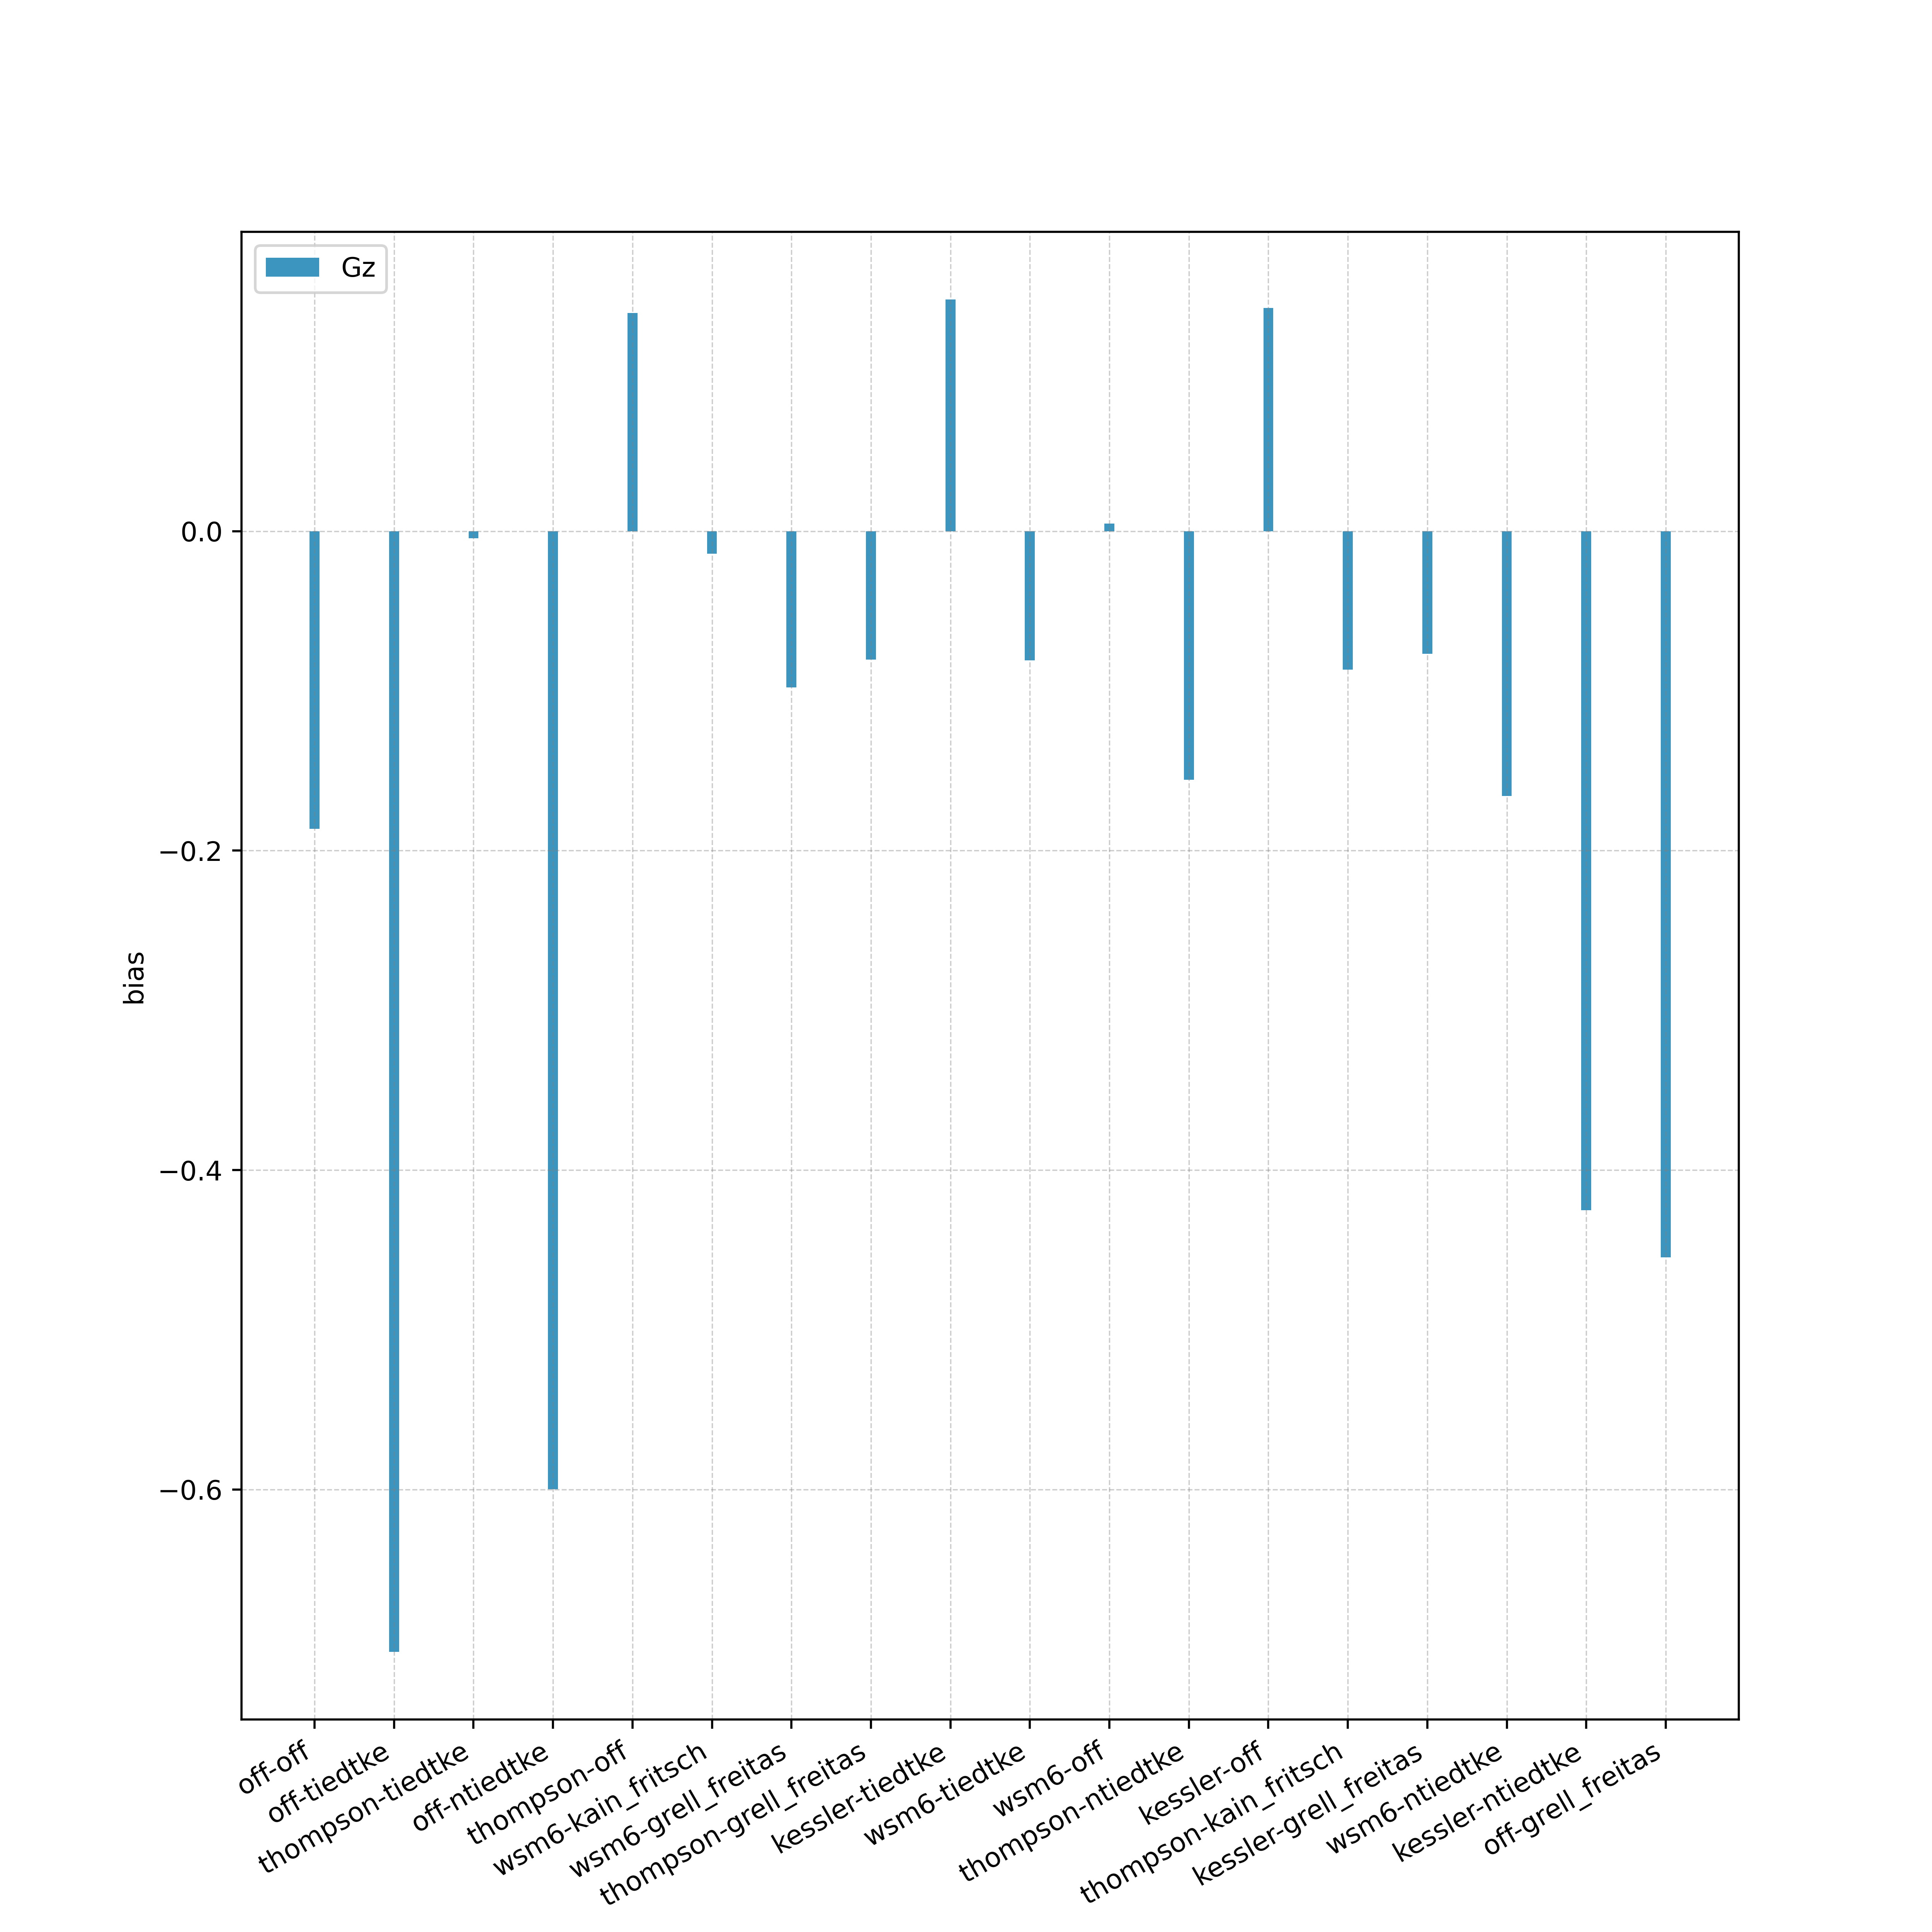 Gz
0.0
−0.2
−0.4
−0.6
bias
off-off
off-tiedtke
thompson-tiedtke
off-ntiedtke
thompson-off
wsm6-kain_fritsch
wsm6-grell_freitas
thompson-grell_freitas
kessler-tiedtke
wsm6-tiedtke
wsm6-off
thompson-ntiedtke
kessler-off
thompson-kain_fritsch
kessler-grell_freitas
wsm6-ntiedtke
kessler-ntiedtke
off-grell_freitas